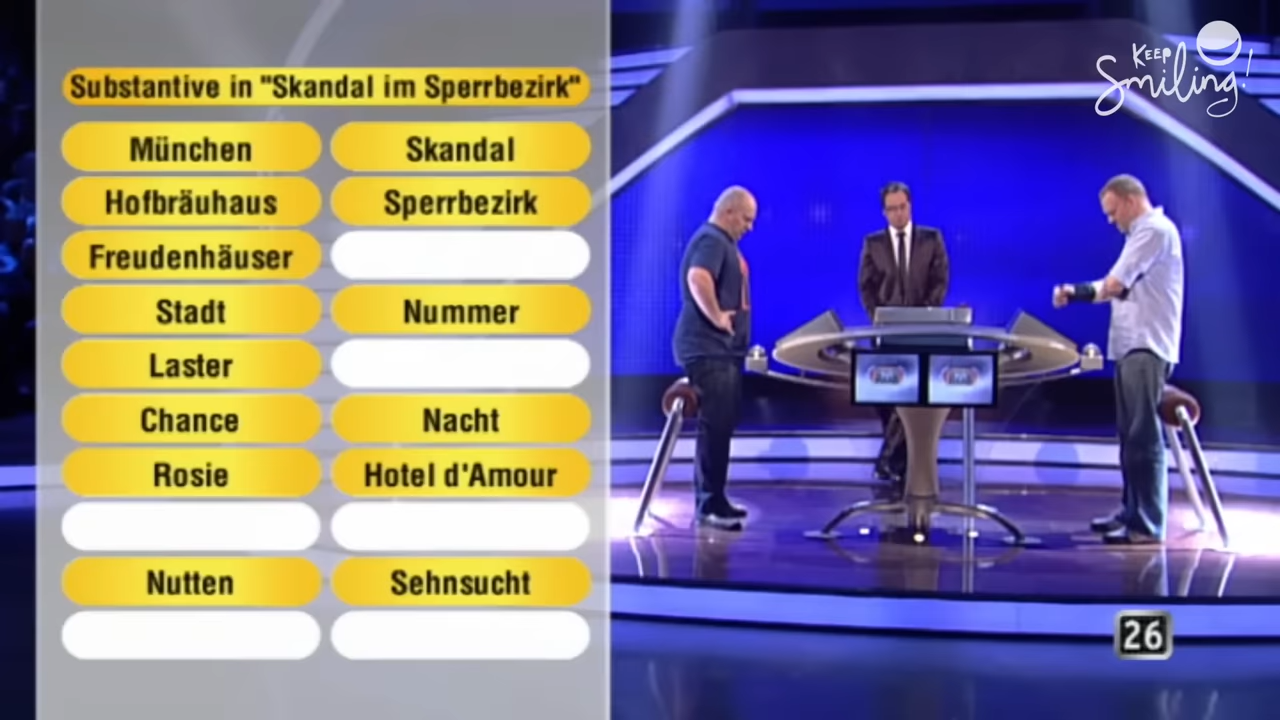 Substantive in "Skandal im Sperrbezirk"
München Skandal
Hofbräuhaus Sperrbezirk
Freudenhäuser
Stadt Nummer
Laster
Chance Nacht
Rosie Hotel d'Amour
Nutten Sehnsucht
KEEP
Smiling!
26